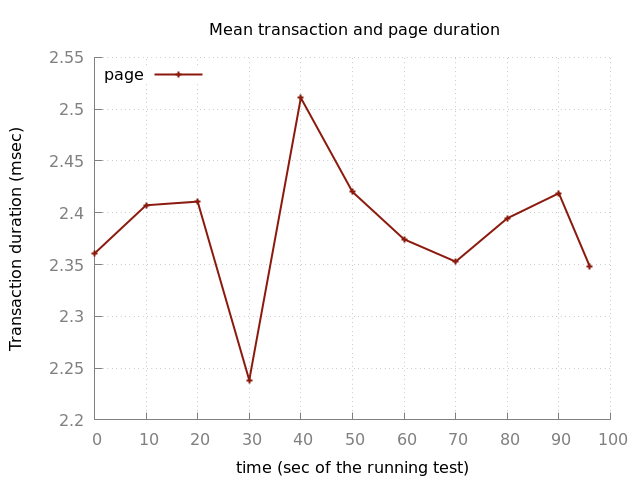 Mean transaction and page duration
page
Transaction duration (msec)
2.55
2.5
2.45
2.4
2.35
2.3
2.25
2.2
0 10 20 30 40 50 60 70 80 90 100
time (sec of the running test)